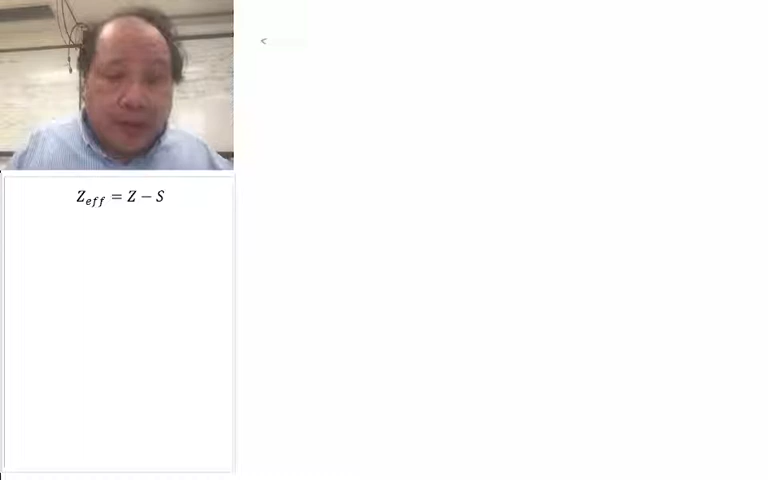 Z_eff = Z − S